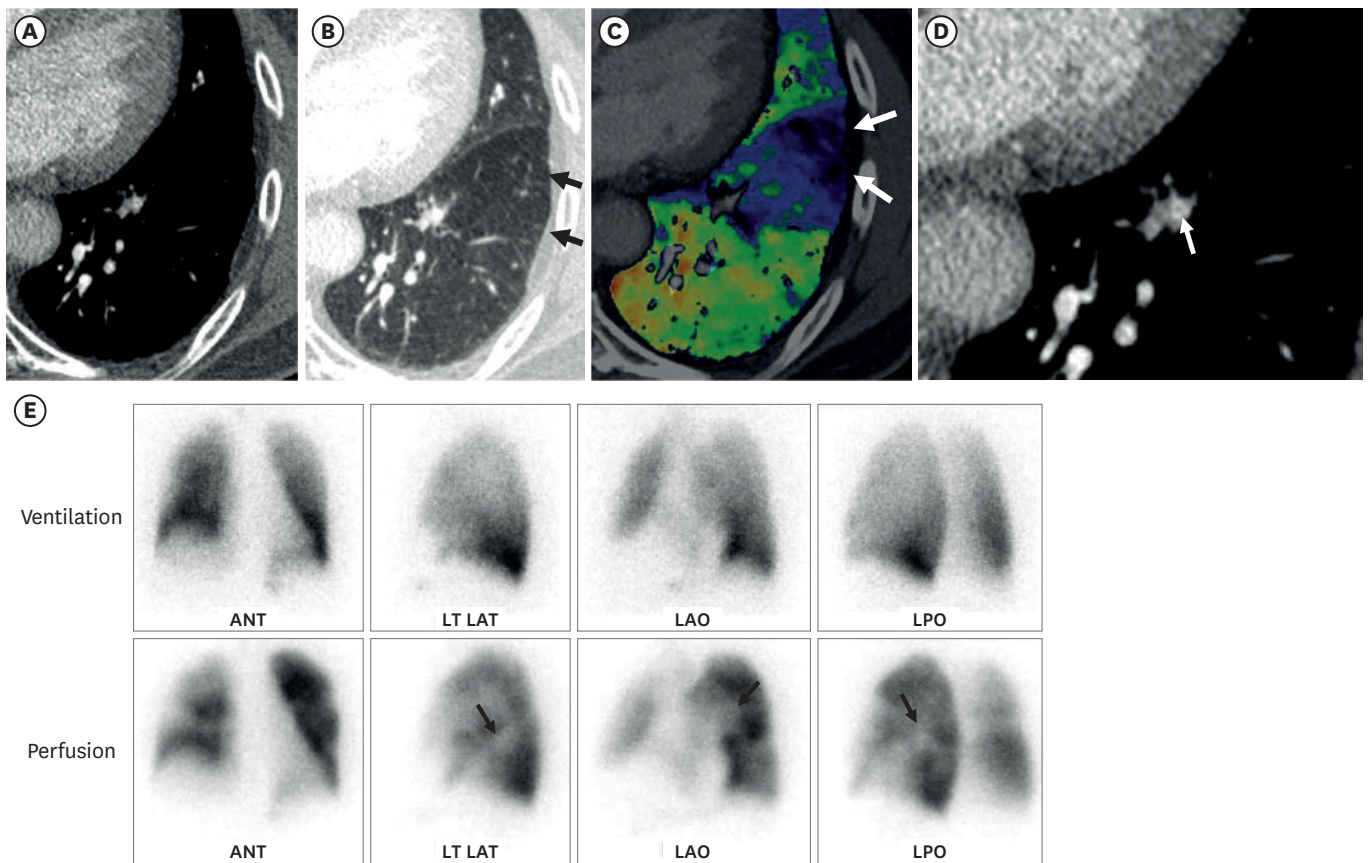 A B C D
E
Ventilation
ANT LT LAT LAO LPO
Perfusion
ANT LT LAT LAO LPO